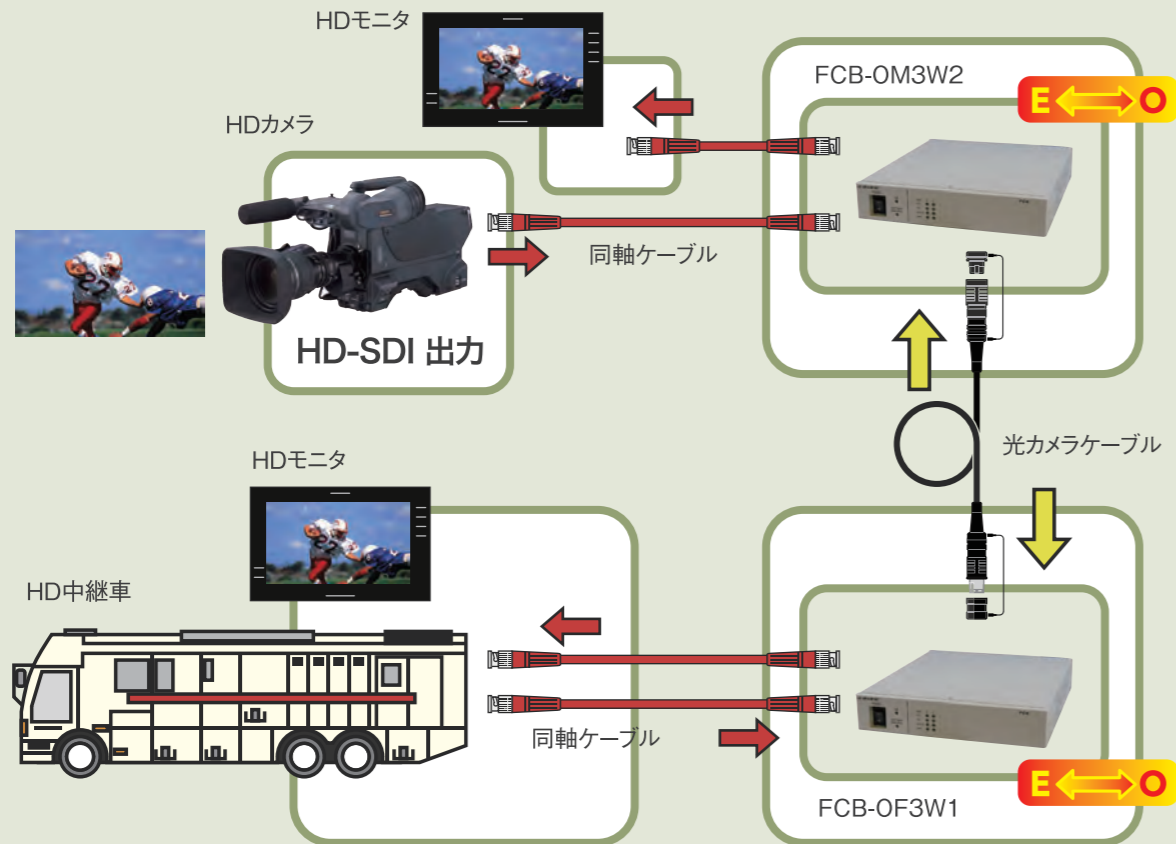 HDモニタ
FCB-OM3W2
E O
HDカメラ
同軸ケーブル
HD-SDI 出力
光カメラケーブル
HDモニタ
HD中継車
同軸ケーブル
E O
FCB-OF3W1